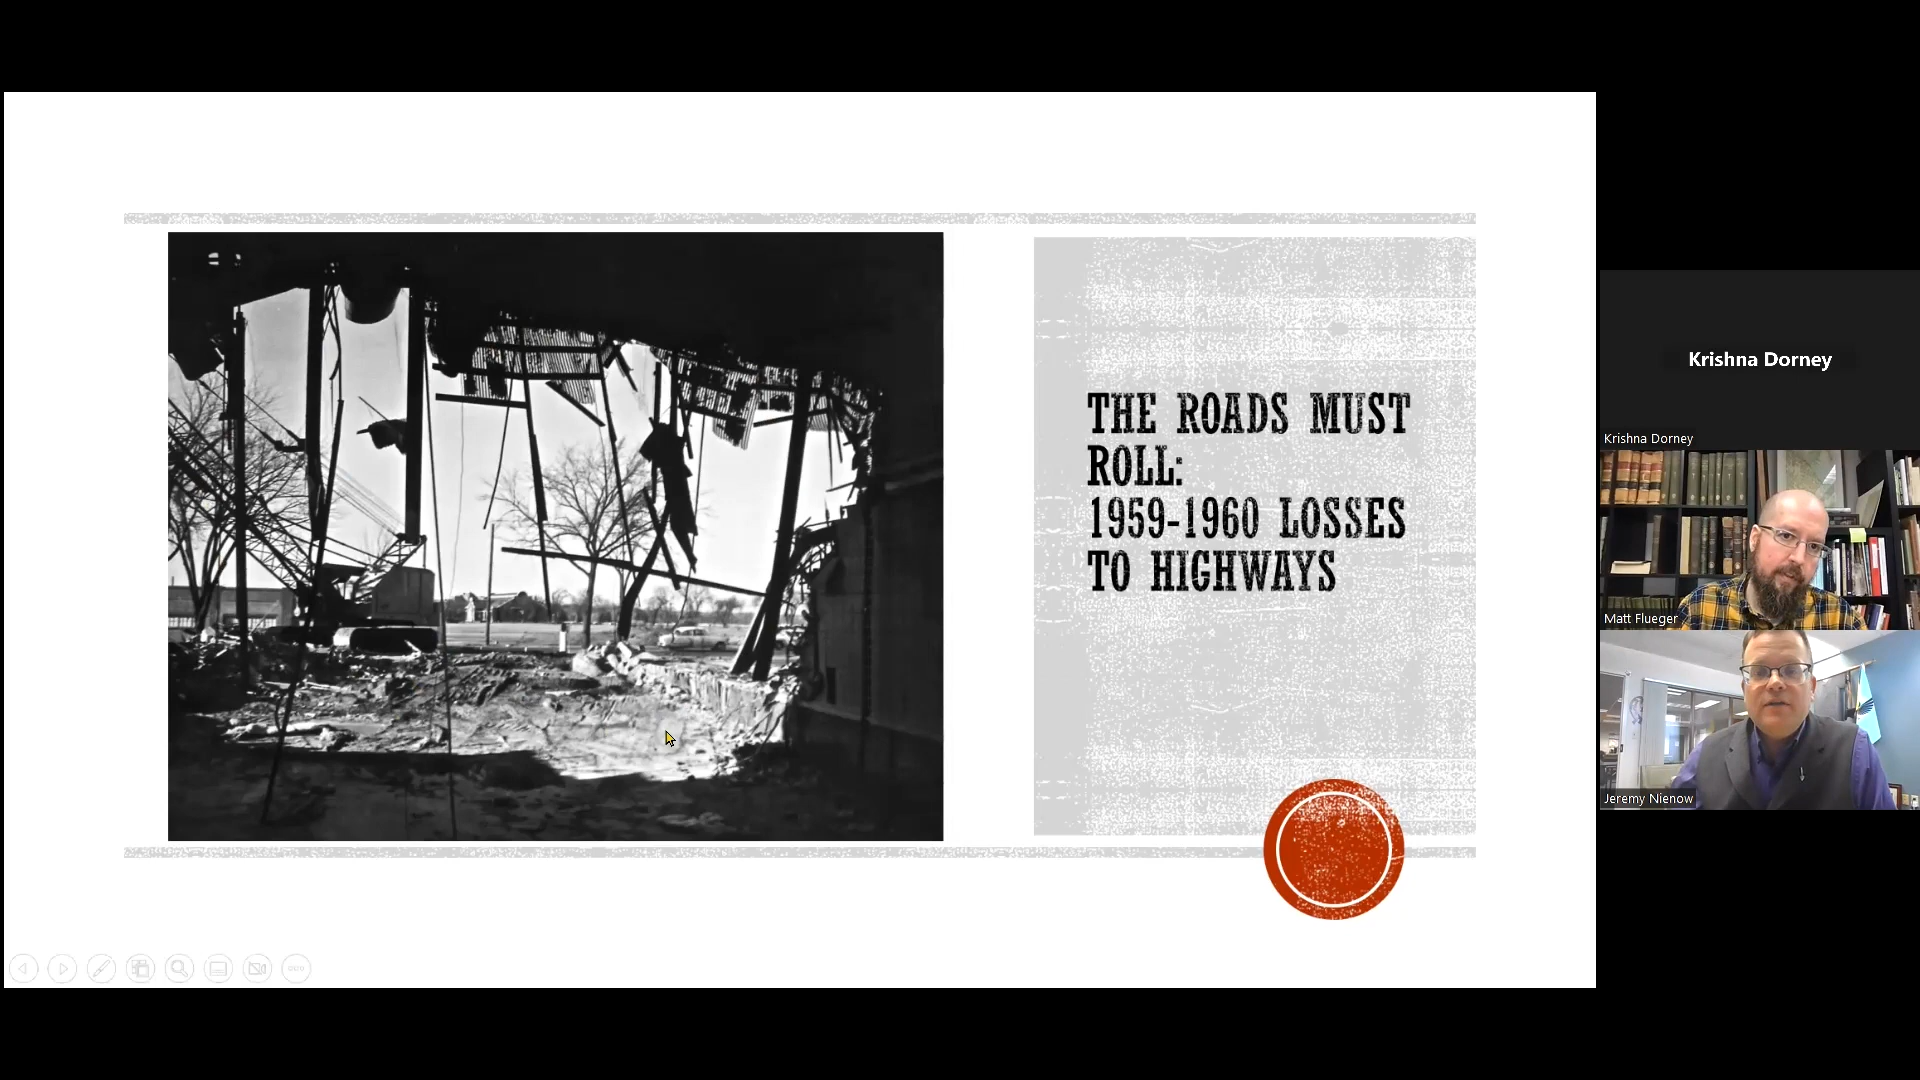 THE ROADS MUST
ROLL:
1959-1960 LOSSES
TO HIGHWAYS
Krishna Dorney
Krishna Dorney
Matt Flueger
Jeremy Nienow